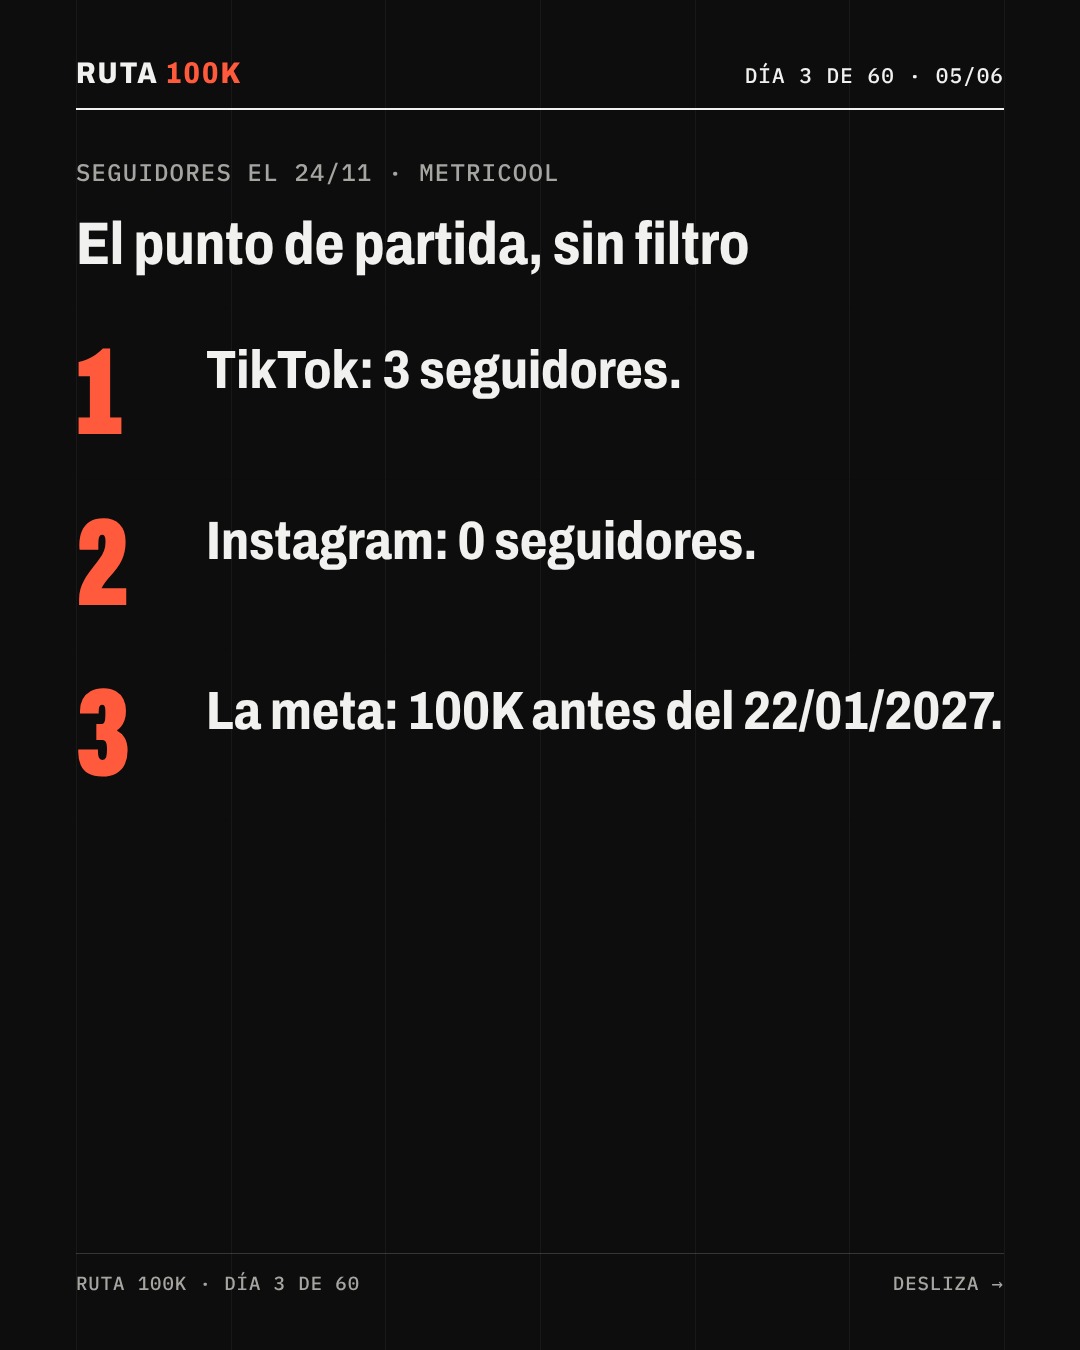 RUTA 100K
DÍA 3 DE 60 · 05/06
SEGUIDORES EL 24/11 · METRICOOL
El punto de partida, sin filtro
1 TikTok: 3 seguidores.
2 Instagram: 0 seguidores.
3 La meta: 100K antes del 22/01/2027.
RUTA 100K · DÍA 3 DE 60
DESLIZA →